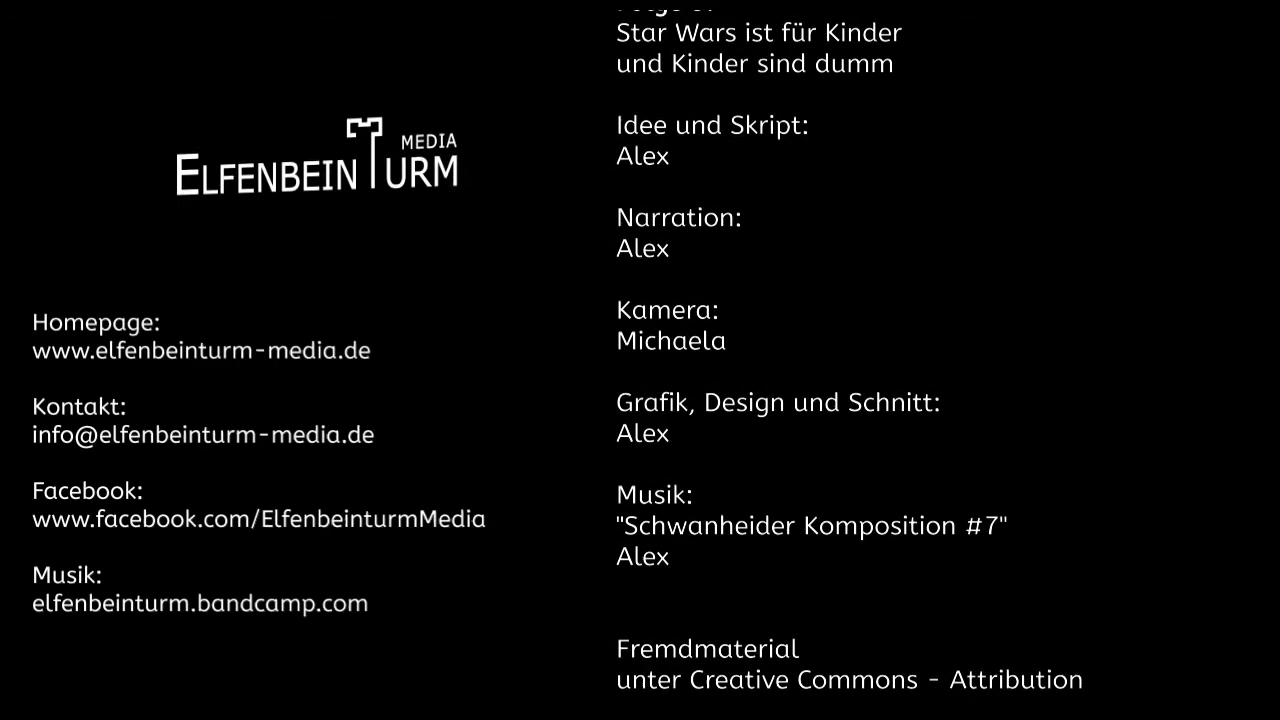 ELFENBEINTURM MEDIA
Homepage:
www.elfenbeinturm-media.de
Kontakt:
info@elfenbeinturm-media.de
Facebook:
www.facebook.com/ElfenbeinturmMedia
Musik:
elfenbeinturm.bandcamp.com
Star Wars ist für Kinder
und Kinder sind dumm
Idee und Skript:
Alex
Narration:
Alex
Kamera:
Michaela
Grafik, Design und Schnitt:
Alex
Musik:
"Schwanheider Komposition #7"
Alex
Fremdmaterial
unter Creative Commons - Attribution